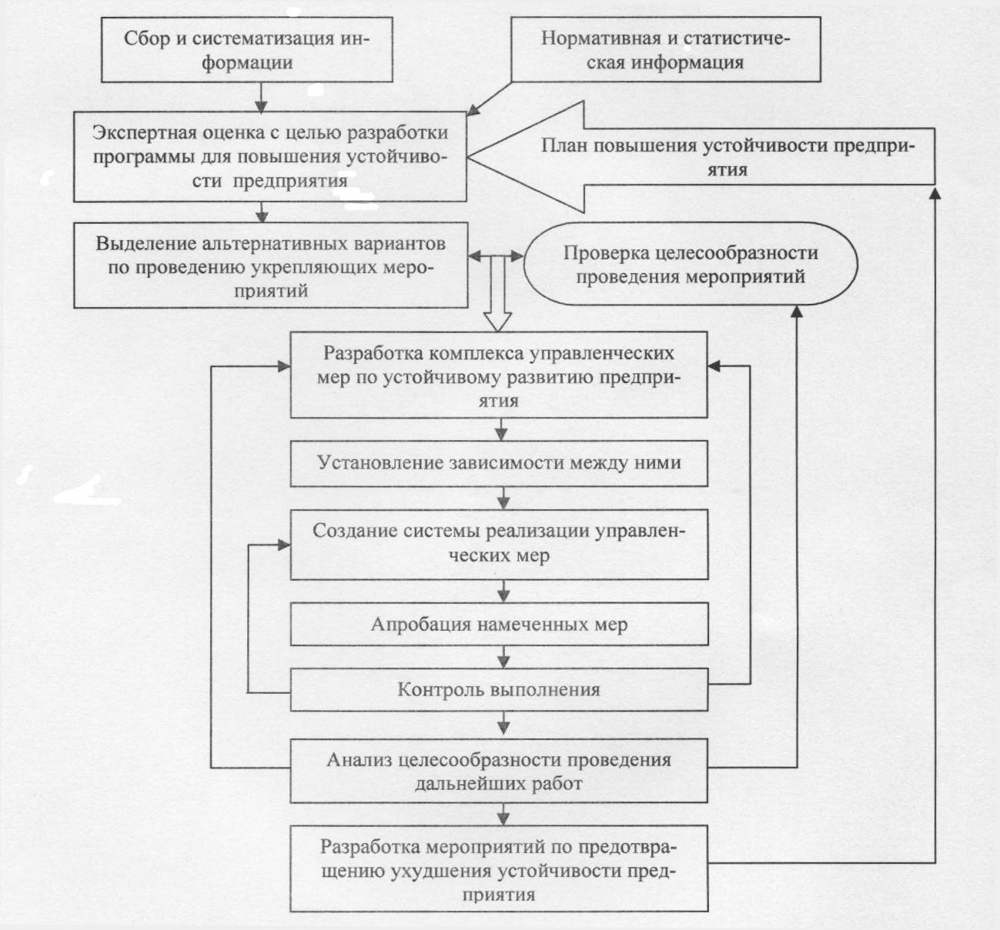 Сбор и систематизация ин-
формации
Нормативная и статистиче-
ская информация
Экспертная оценка с целью разработки
программы для повышения устойчиво-
сти предприятия
План повышения устойчивости предпри-
ятия
Выделение альтернативных вариантов
по проведению укрепляющих меро-
приятий
Проверка целесообразности
проведения мероприятий
Разработка комплекса управленческих
мер по устойчивому развитию предпри-
ятия
Установление зависимости между ними
Создание системы реализации управлен-
ческих мер
Апробация намеченных мер
Контроль выполнения
Анализ целесообразности проведения
дальнейших работ
Разработка мероприятий по предотвра-
щению ухудшения устойчивости пред-
приятия